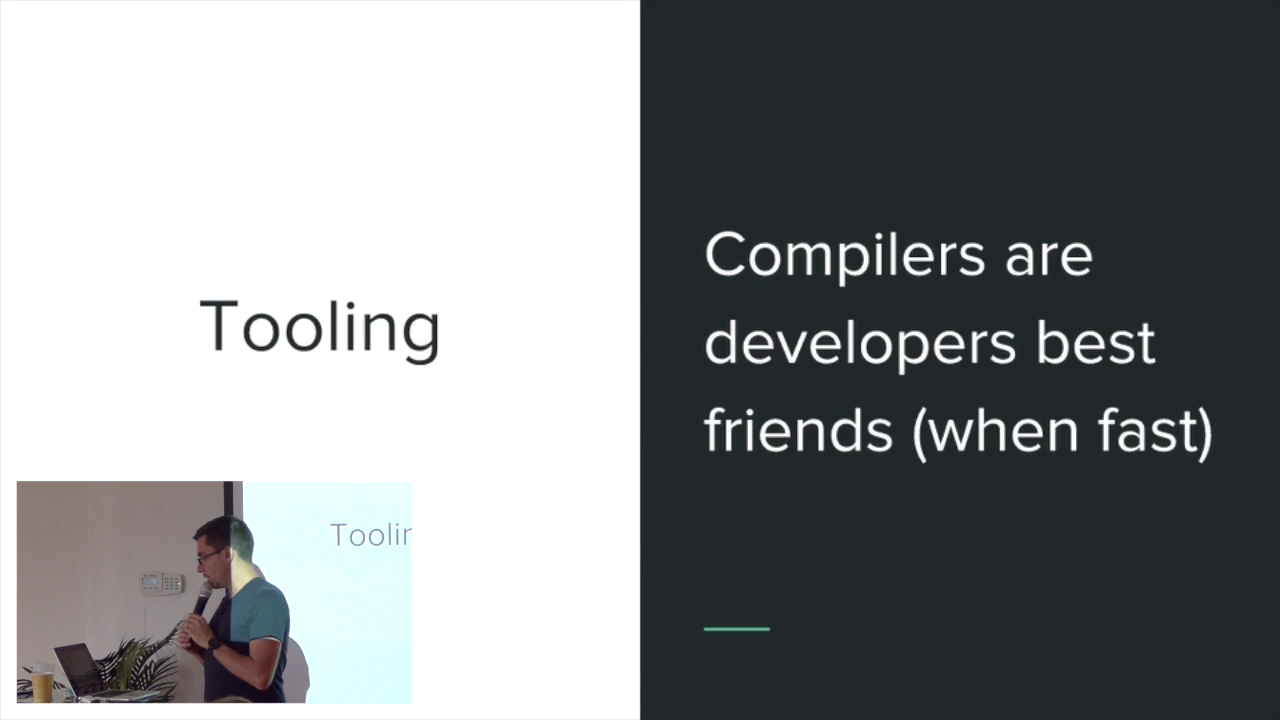 Tooling
Compilers are
developers best
friends (when fast)
Toolin